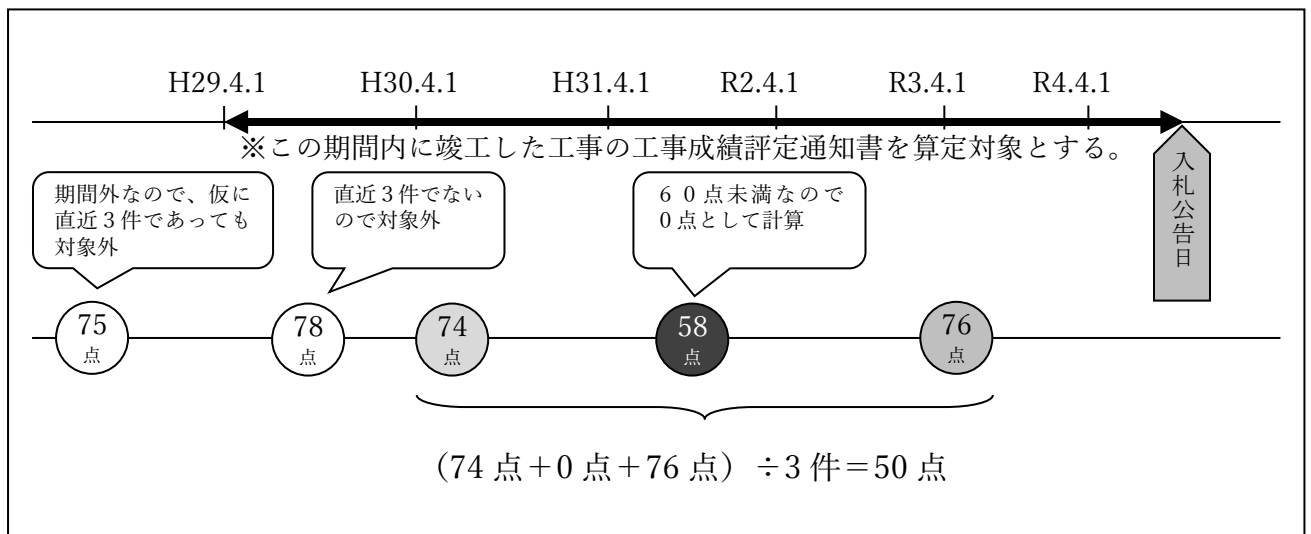 H29.4.1 H30.4.1 H31.4.1 R2.4.1 R3.4.1 R4.4.1
※この期間内に竣工した工事の工事成績評定通知書を算定対象とする。
入札公告日
期間外なので、仮に
直近３件であっても
対象外
直近３件でない
ので対象外
６０点未満なので
０点として計算
75
点
78
点
74
点
58
点
76
点
（74 点＋0 点＋76 点）÷3 件＝50 点